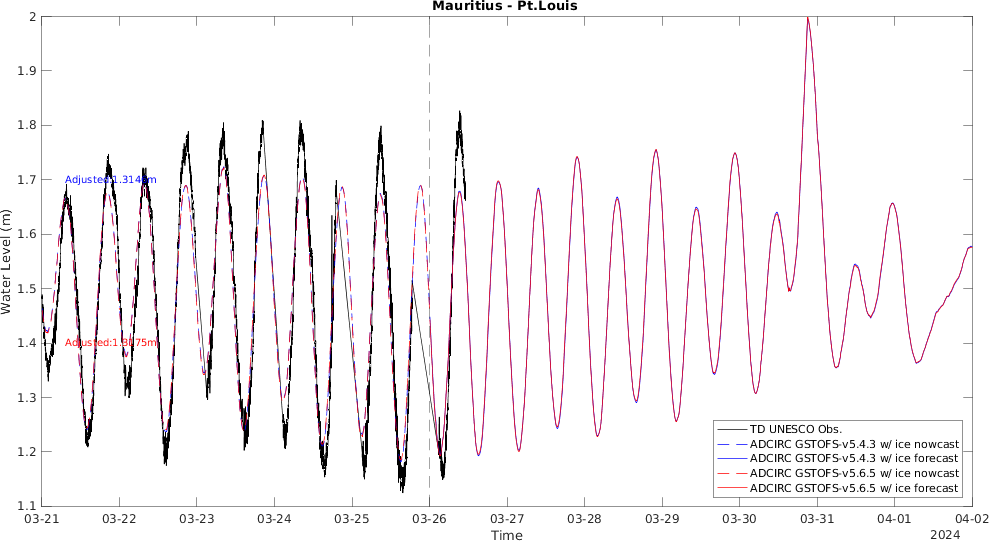 Mauritius - Pt.Louis
Water Level (m)
2
1.9
1.8
1.7
1.6
1.5
1.4
1.3
1.2
1.1
Adjusted:
Adjusted:
03-21
03-22
03-23
03-24
03-25
03-26
03-27
03-28
03-29
03-30
03-31
04-01
04-02
Time
2024
TD UNESCO Obs.
ADCIRC GSTOFS-v5.4.3 w/ ice nowcast
ADCIRC GSTOFS-v5.4.3 w/ ice forecast
ADCIRC GSTOFS-v5.6.5 w/ ice nowcast
ADCIRC GSTOFS-v5.6.5 w/ ice forecast